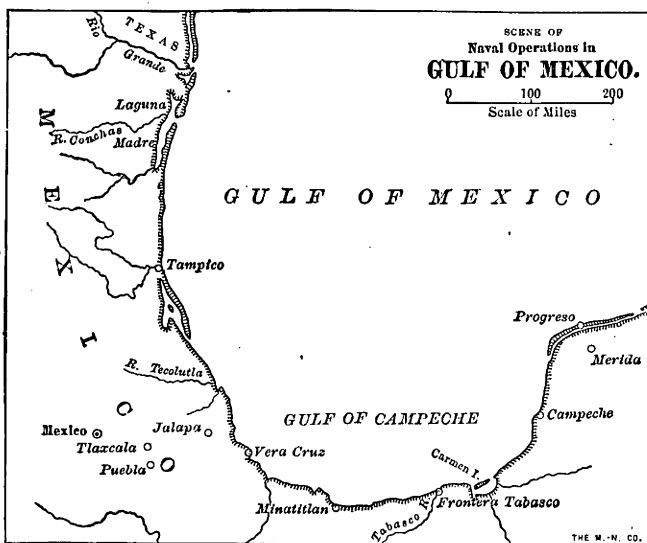 SCENE OF
Naval Operations in
GULF OF MEXICO.
0 100 200
Scale of Miles
TEXAS
Rio
Grande
Laguna
R. Conchas
Madre
MEXICO
GULF OF MEXICO
Tampico
Progreso
Merida
R. Tecolutla
GULF OF CAMPECHE
Campeche
Mexico
Jalapa
Tlaxcala
Vera Cruz
Puebla
Carmen I.
Minatitlan
Tabasco R.
Frontera Tabasco
THE M.-N. CO.